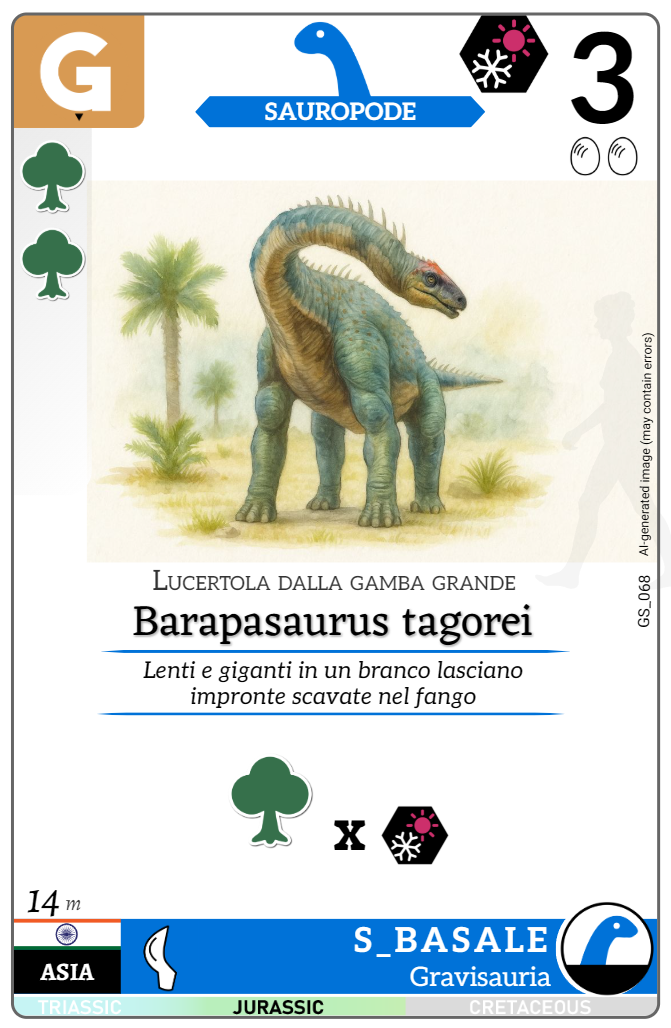 G
SAUROPODE
3
AI-generated image (may contain errors)
GS_068
Lucertola dalla gamba grande
Barapasaurus tagorei
Lenti e giganti in un branco lasciano
impronte scavate nel fango
x
14 m
ASIA
S_BASALE
Gravisauria
TRIASSIC
JURASSIC
CRETACEOUS